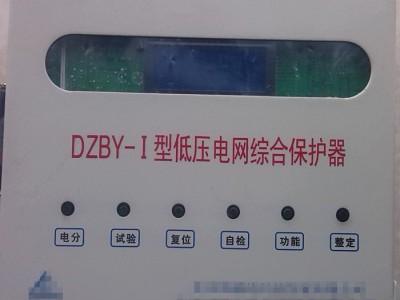 DZBY-I型低压电网综合保护器
电分 试验 复位 自检 功能 整定